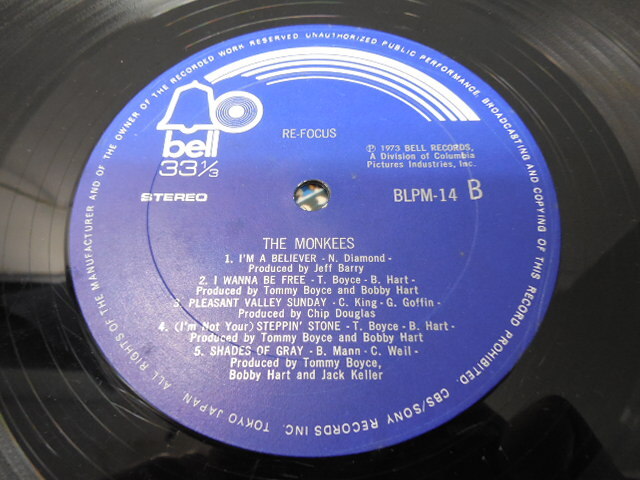 ALL RIGHTS OF THE MANUFACTURER AND OF THE OWNER OF THE RECORDED WORK RESERVED. UNAUTHORIZED PUBLIC PERFORMANCE, BROADCASTING AND COPYING OF THIS RECORD PROHIBITED. CBS/SONY RECORDS INC. TOKYO JAPAN.
bell
33⅓
STEREO
RE-FOCUS
Ⓟ 1973 BELL RECORDS,
A Division of Columbia
Pictures Industries, Inc.
BLPM-14 B
THE MONKEES
1. I'M A BELIEVER - N. Diamond -
Produced by Jeff Barry
2. I WANNA BE FREE - T. Boyce - B. Hart -
Produced by Tommy Boyce and Bobby Hart
3. PLEASANT VALLEY SUNDAY - C. King - G. Goffin -
Produced by Chip Douglas
4. (I'm Not Your) STEPPIN' STONE - T. Boyce - B. Hart -
Produced by Tommy Boyce and Bobby Hart
5. SHADES OF GRAY - B. Mann - C. Weil -
Produced by Tommy Boyce,
Bobby Hart and Jack Keller